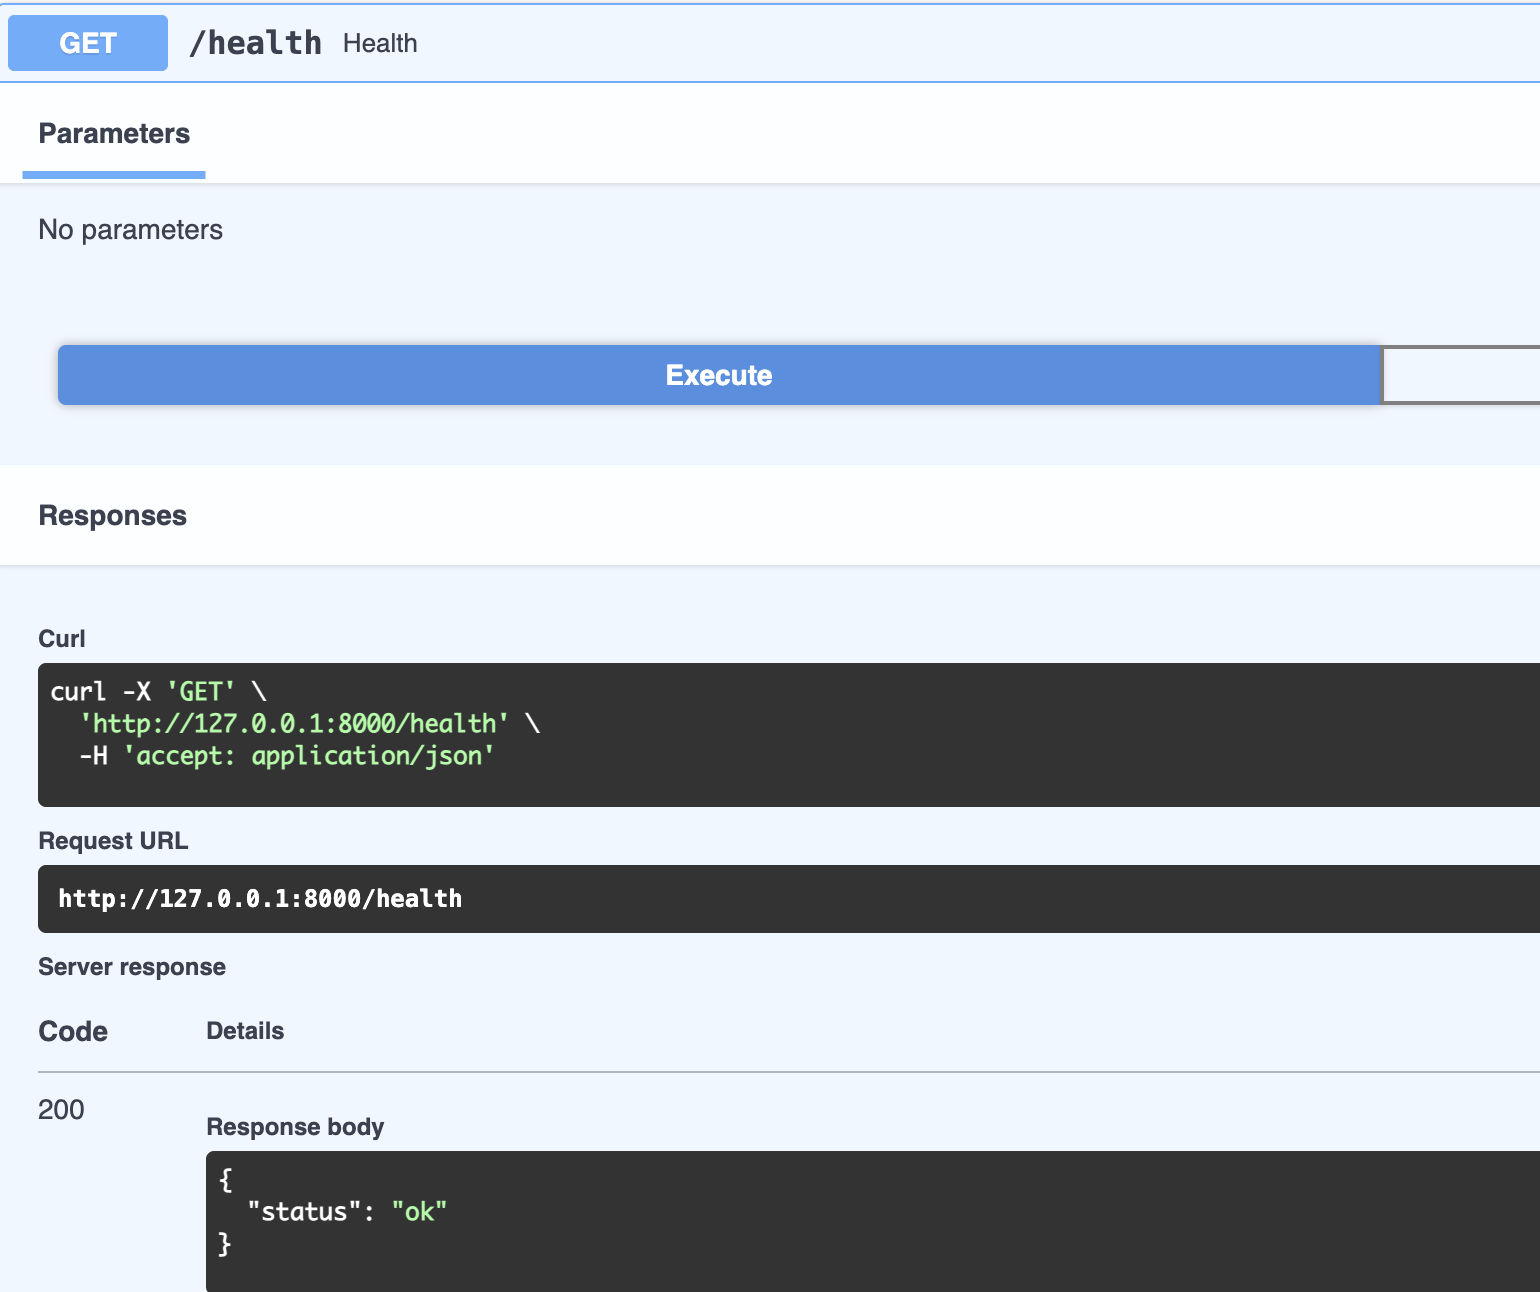 GET /health Health
Parameters
No parameters
Execute
Responses
Curl
curl -X 'GET' \
  'http://127.0.0.1:8000/health' \
  -H 'accept: application/json'
Request URL
http://127.0.0.1:8000/health
Server response
Code Details
200
Response body
{
  "status": "ok"
}